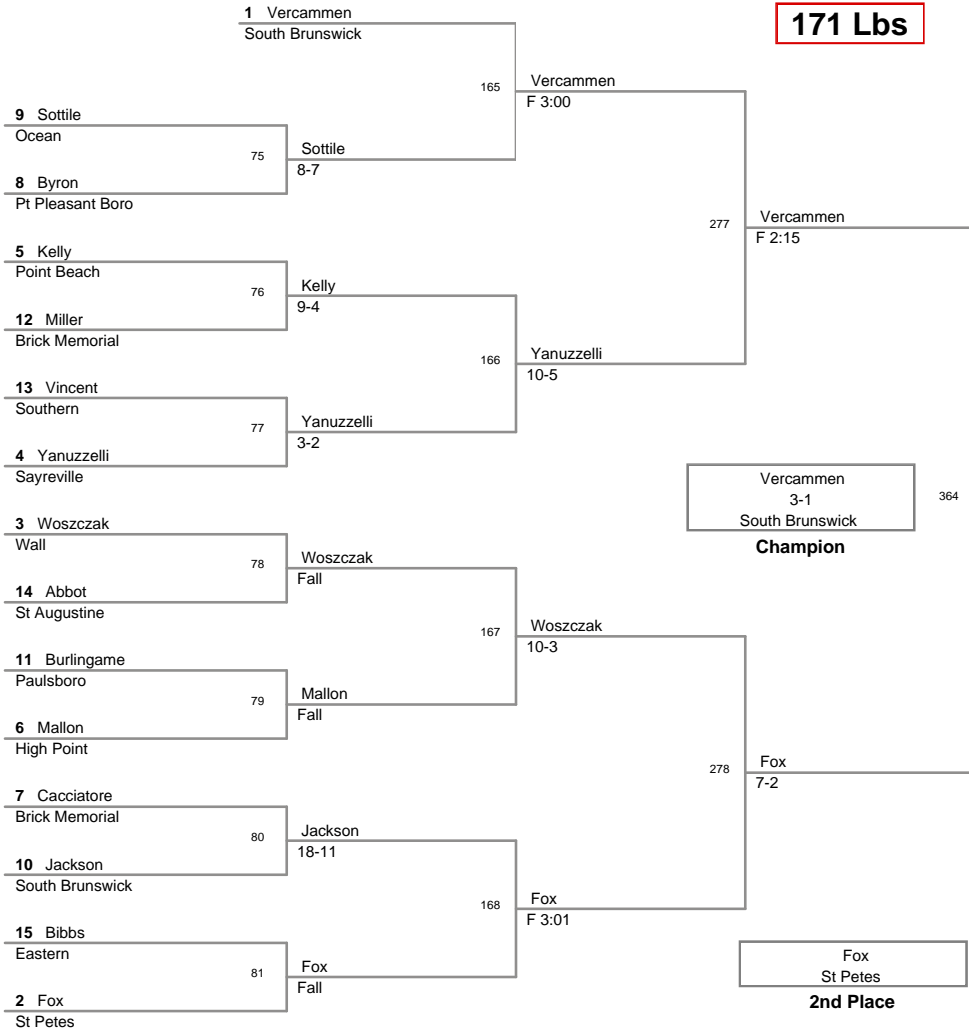 171 Lbs
1 Vercammen
South Brunswick
165
Vercammen
F 3:00
9 Sottile
Ocean
75
Sottile
8-7
8 Byron
Pt Pleasant Boro
277
Vercammen
F 2:15
5 Kelly
Point Beach
76
Kelly
9-4
12 Miller
Brick Memorial
166
Yanuzzelli
10-5
13 Vincent
Southern
77
Yanuzzelli
3-2
4 Yanuzzelli
Sayreville
Vercammen
3-1
South Brunswick
364
Champion
3 Woszczak
Wall
78
Woszczak
Fall
14 Abbot
St Augustine
167
Woszczak
10-3
11 Burlingame
Paulsboro
79
Mallon
Fall
6 Mallon
High Point
278
Fox
7-2
7 Cacciatore
Brick Memorial
80
Jackson
18-11
10 Jackson
South Brunswick
168
Fox
F 3:01
15 Bibbs
Eastern
81
Fox
Fall
2 Fox
St Petes
Fox
St Petes
2nd Place